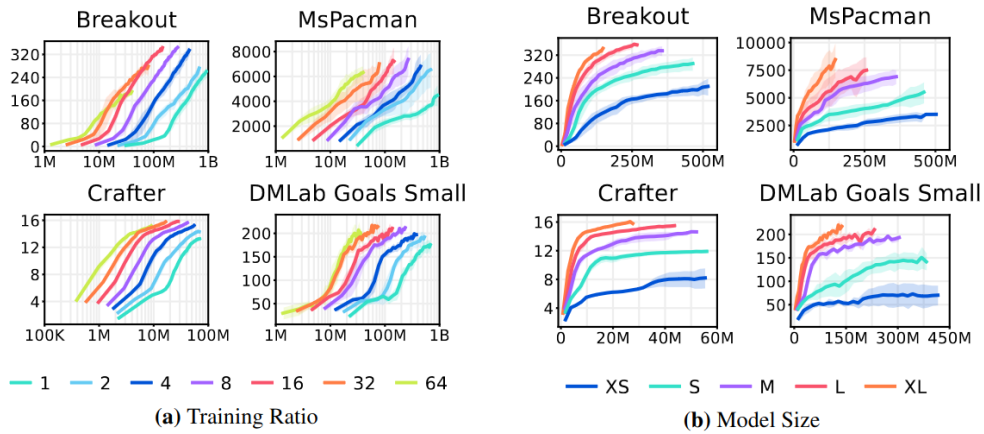 Breakout
MsPacman
320
240
160
80
0
1M 10M 100M 1B
8000
6000
4000
2000
1M 10M 100M 1B
Crafter
DMLab Goals Small
16
12
8
4
100K 1M 10M 100M
200
150
100
50
1M 10M 100M 1B
1 2 4 8 16 32 64
(a) Training Ratio
Breakout
MsPacman
320
240
160
80
0
0 250M 500M
10000
7500
5000
2500
0 250M 500M
Crafter
DMLab Goals Small
16
12
8
4
0 20M 40M 60M
200
150
100
50
0 150M 300M 450M
XS S M L XL
(b) Model Size